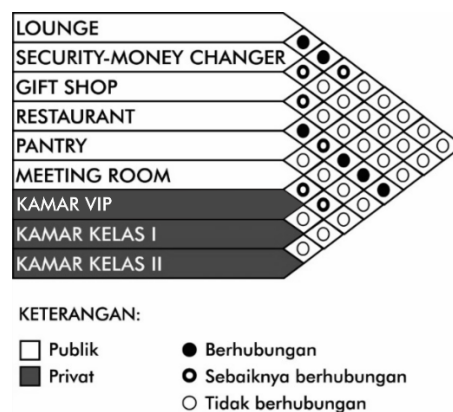 LOUNGE
SECURITY-MONEY CHANGER
GIFT SHOP
RESTAURANT
PANTRY
MEETING ROOM
KAMAR VIP
KAMAR KELAS I
KAMAR KELAS II
KETERANGAN:
Publik
Berhubungan
Privat
Sebaiknya berhubungan
Tidak berhubungan